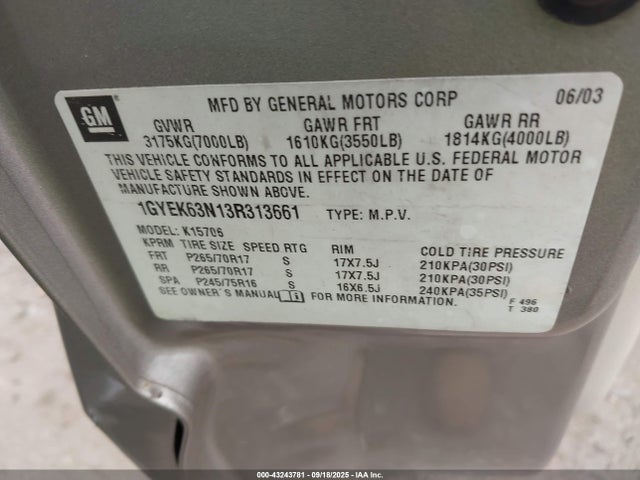 GM
MFD BY GENERAL MOTORS CORP 06/03
GVWR GAWR FRT GAWR RR
3175KG(7000LB) 1610KG(3550LB) 1814KG(4000LB)
THIS VEHICLE CONFORMS TO ALL APPLICABLE U.S. FEDERAL MOTOR
VEHICLE SAFETY STANDARDS IN EFFECT ON THE DATE OF
MANUFACTURE SHOWN ABOVE.
1GYEK63N13R313661 TYPE: M.P.V.
MODEL: K15706
KPRM TIRE SIZE SPEED RTG RIM COLD TIRE PRESSURE
FRT P265/70R17 S 17X7.5J 210KPA(30PSI)
RR P265/70R17 S 17X7.5J 210KPA(30PSI)
SPA P245/75R16 S 16X6.5J 240KPA(35PSI)
SEE OWNER'S MANUAL i FOR MORE INFORMATION. F 496
T 380
000-43243781 - 09/18/2025 - IAA Inc.